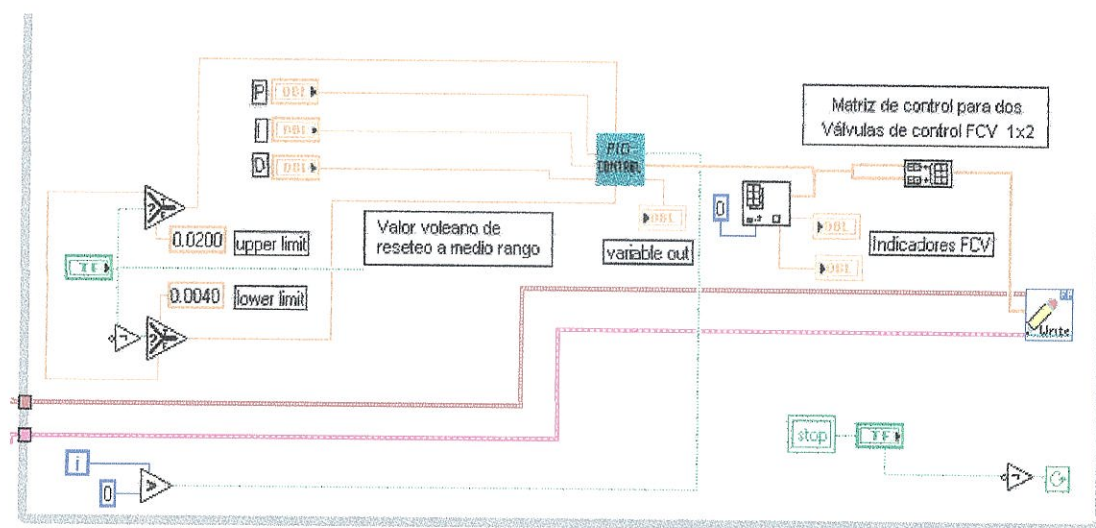 P
DBL
I
DBL
D
DBL
PID
CONTROL
Matriz de control para dos
Válvulas de control FCV 1x2
0
DBL
DBL
Indicadores FCV
DBL
variable out
Valor voleano de
reseteo a medio rango
?
0.0200
upper limit
TF
0.0040
lower limit
?
Write
i
0
>
stop
TF